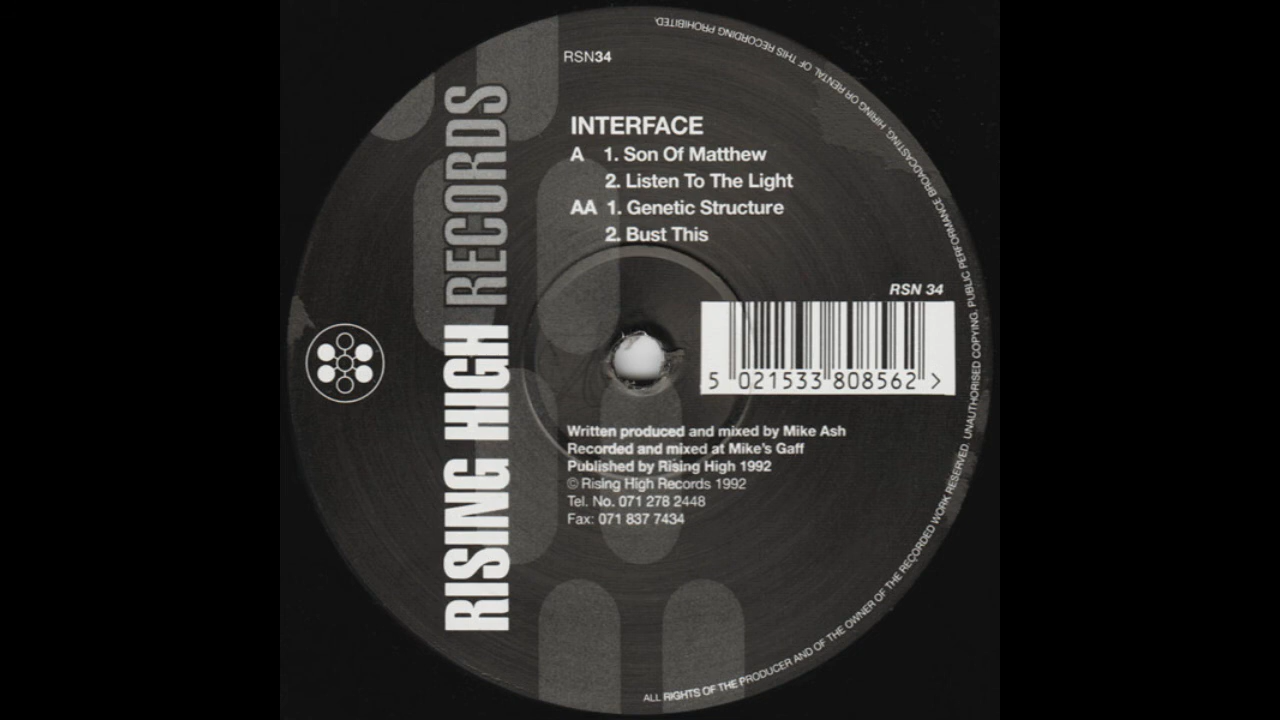 RSN34
RISING HIGH RECORDS
INTERFACE
A 1. Son Of Matthew
2. Listen To The Light
AA 1. Genetic Structure
2. Bust This
RSN 34
5 021533 808562 >
Written produced and mixed by Mike Ash
Recorded and mixed at Mike's Gaff
Published by Rising High 1992
© Rising High Records 1992
Tel. No. 071 278 2448
Fax: 071 837 7434
ALL RIGHTS OF THE PRODUCER AND OF THE OWNER OF THE RECORDED WORK RESERVED. UNAUTHORISED COPYING, PUBLIC PERFORMANCE BROADCASTING, HIRING OR RENTAL OF THIS RECORDING PROHIBITED.